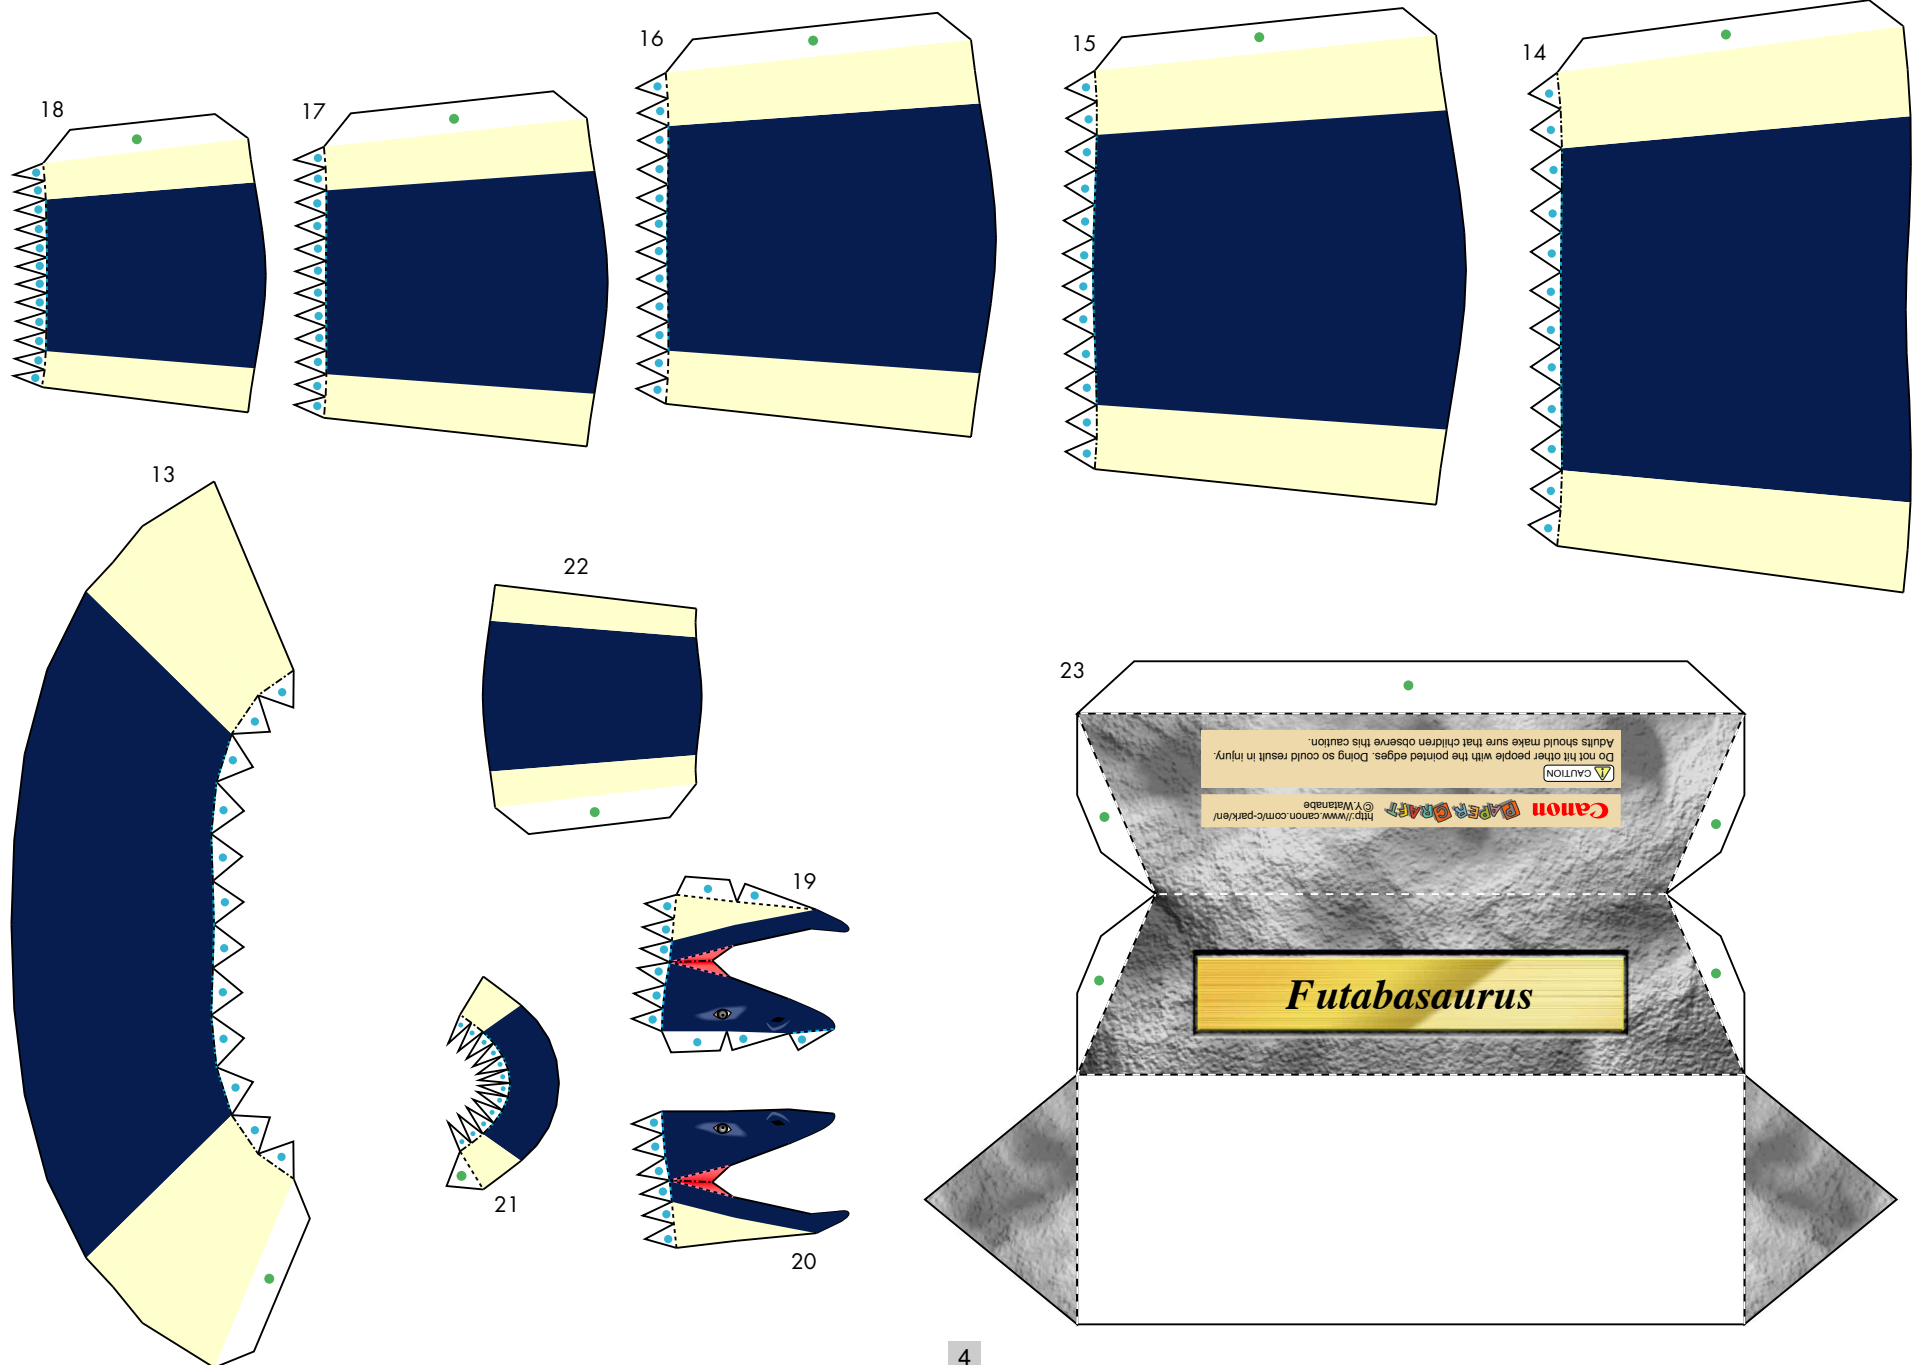 16
15
14
18
17
13
22
23
Adults should make sure that children observe this caution.
Do not hit other people with the pointed edges. Doing so could result in injury.
CAUTION
©Y.Watanabe
http://www.canon.com/c-park/en/
Canon PAPER CRAFT
19
Futabasaurus
21
20
4